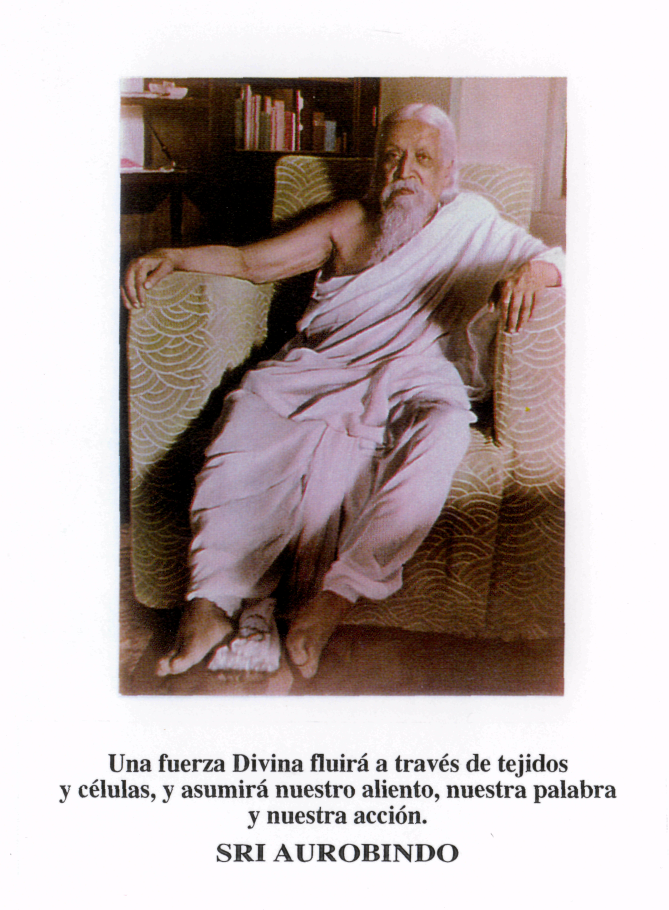 Una fuerza Divina fluirá a través de tejidos
y células, y asumirá nuestro aliento, nuestra palabra
y nuestra acción.
SRI AUROBINDO